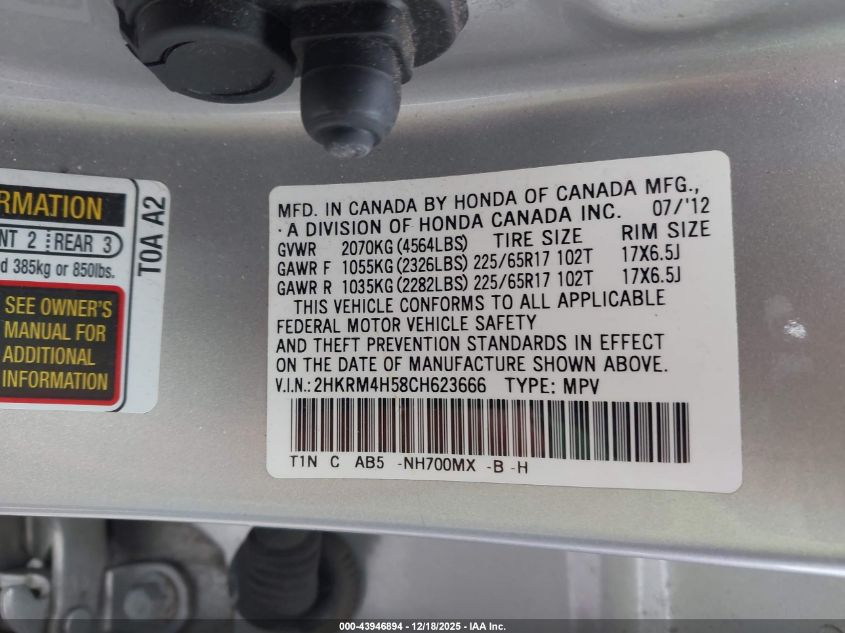 RMATION
NT 2 REAR 3
d 385kg or 850lbs.
SEE OWNER'S
MANUAL FOR
ADDITIONAL
INFORMATION
T0A A2
MFD. IN CANADA BY HONDA OF CANADA MFG.,
·A DIVISION OF HONDA CANADA INC. 07/'12
GVWR 2070KG(4564LBS) TIRE SIZE RIM SIZE
GAWR F 1055KG(2326LBS) 225/65R17 102T 17X6.5J
GAWR R 1035KG(2282LBS) 225/65R17 102T 17X6.5J
THIS VEHICLE CONFORMS TO ALL APPLICABLE
FEDERAL MOTOR VEHICLE SAFETY
AND THEFT PREVENTION STANDARDS IN EFFECT
ON THE DATE OF MANUFACTURE SHOWN ABOVE.
V.I.N.: 2HKRM4H58CH623666 TYPE: MPV
T1N C AB5 -NH700MX -B -H
000-43946894 - 12/18/2025 - IAA Inc.